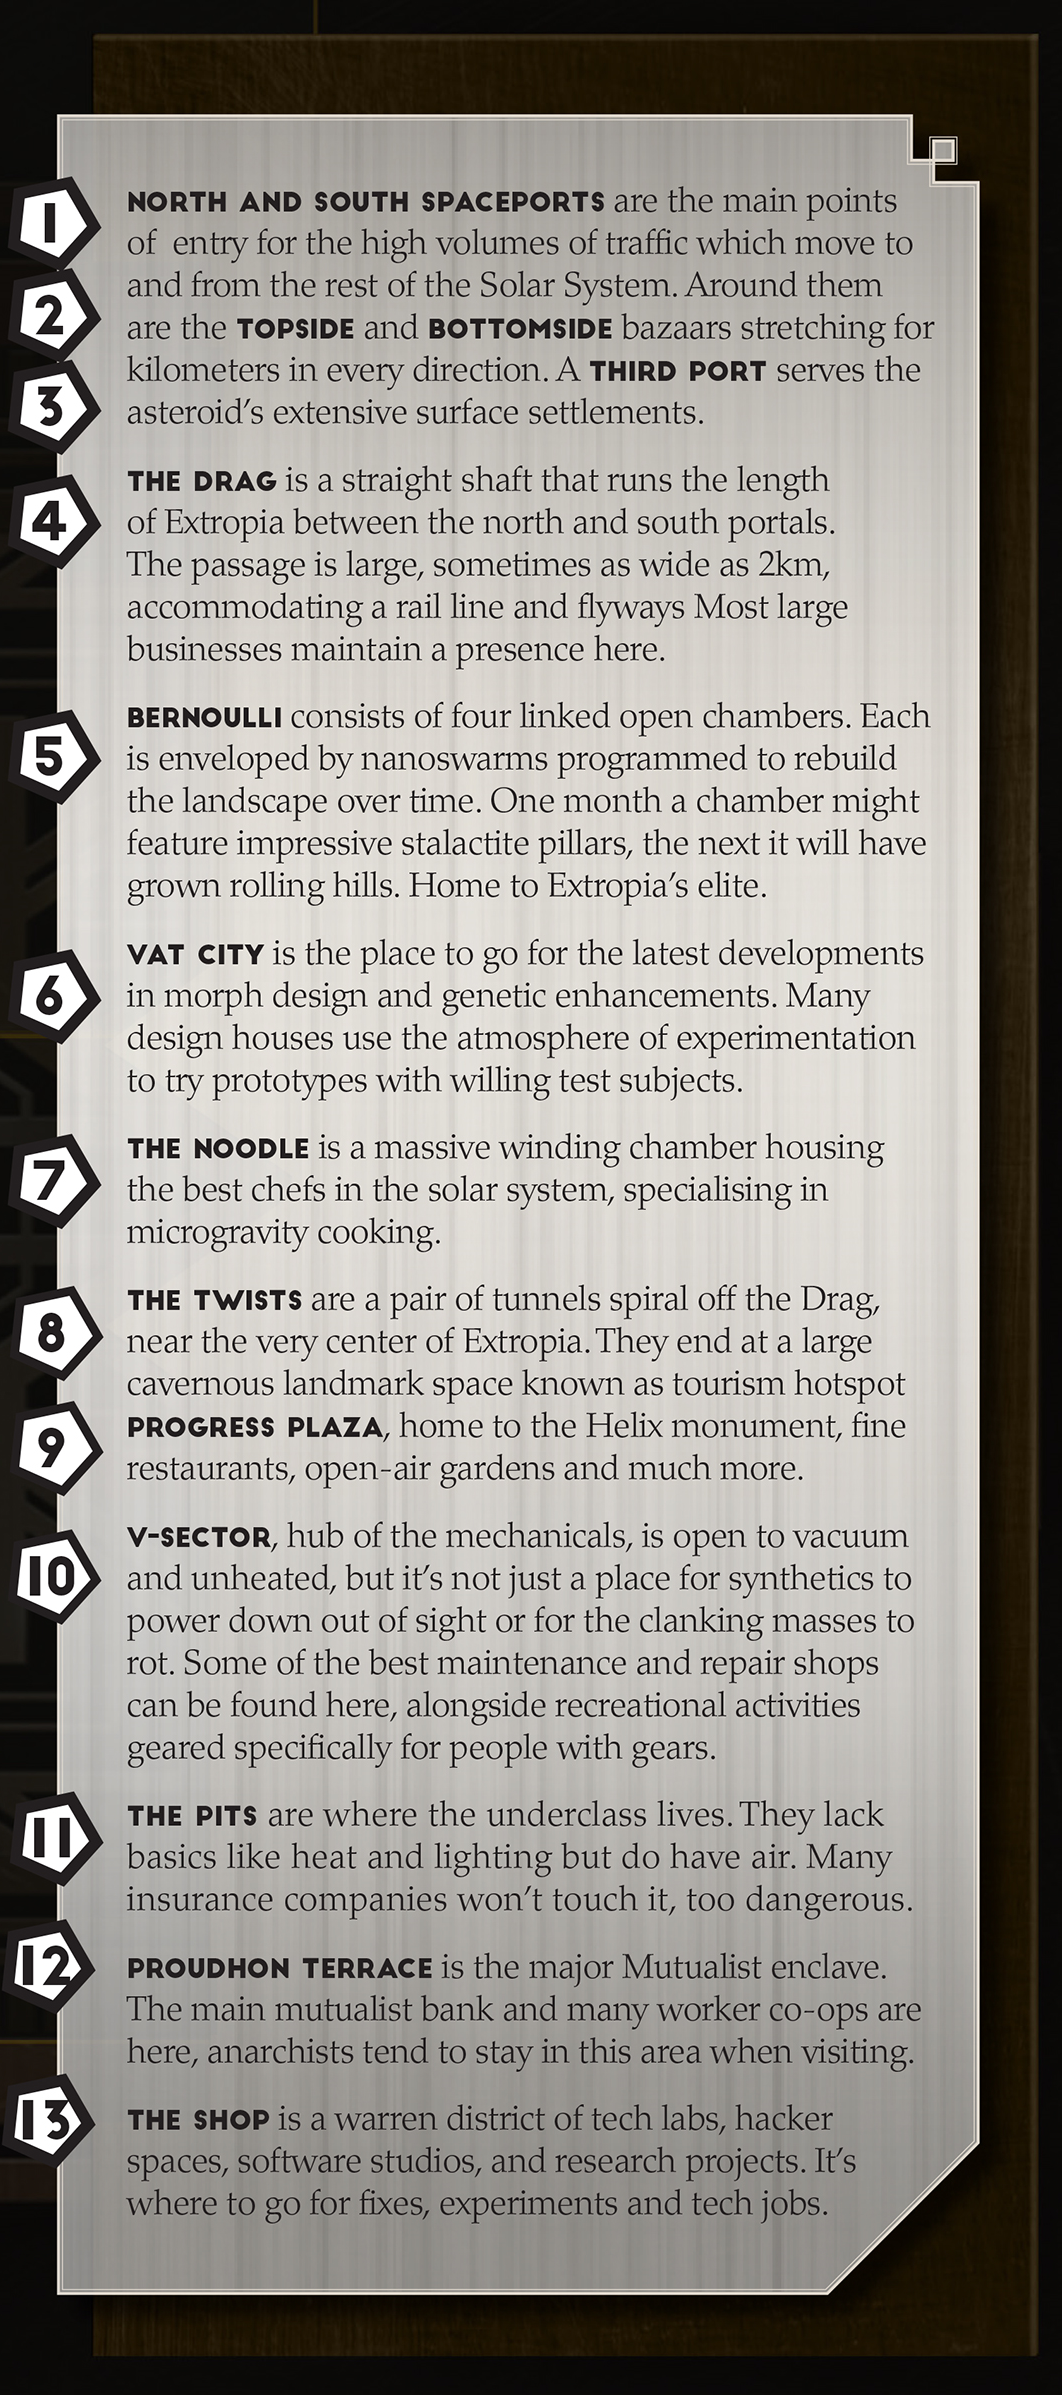 1
NORTH AND SOUTH SPACEPORTS are the main points
of entry for the high volumes of traffic which move to
and from the rest of the Solar System. Around them
2
are the TOPSIDE and BOTTOMSIDE bazaars stretching for
kilometers in every direction. A THIRD PORT serves the
3
asteroid's extensive surface settlements.
4
THE DRAG is a straight shaft that runs the length
of Extropia between the north and south portals.
The passage is large, sometimes as wide as 2km,
accommodating a rail line and flyways Most large
businesses maintain a presence here.
5
BERNOULLI consists of four linked open chambers. Each
is enveloped by nanoswarms programmed to rebuild
the landscape over time. One month a chamber might
feature impressive stalactite pillars, the next it will have
grown rolling hills. Home to Extropia's elite.
6
VAT CITY is the place to go for the latest developments
in morph design and genetic enhancements. Many
design houses use the atmosphere of experimentation
to try prototypes with willing test subjects.
7
THE NOODLE is a massive winding chamber housing
the best chefs in the solar system, specialising in
microgravity cooking.
8
THE TWISTS are a pair of tunnels spiral off the Drag,
near the very center of Extropia. They end at a large
cavernous landmark space known as tourism hotspot
9
PROGRESS PLAZA, home to the Helix monument, fine
restaurants, open-air gardens and much more.
10
V-SECTOR, hub of the mechanicals, is open to vacuum
and unheated, but it's not just a place for synthetics to
power down out of sight or for the clanking masses to
rot. Some of the best maintenance and repair shops
can be found here, alongside recreational activities
geared specifically for people with gears.
11
THE PITS are where the underclass lives. They lack
basics like heat and lighting but do have air. Many
insurance companies won't touch it, too dangerous.
12
PROUDHON TERRACE is the major Mutualist enclave.
The main mutualist bank and many worker co-ops are
here, anarchists tend to stay in this area when visiting.
13
THE SHOP is a warren district of tech labs, hacker
spaces, software studios, and research projects. It's
where to go for fixes, experiments and tech jobs.